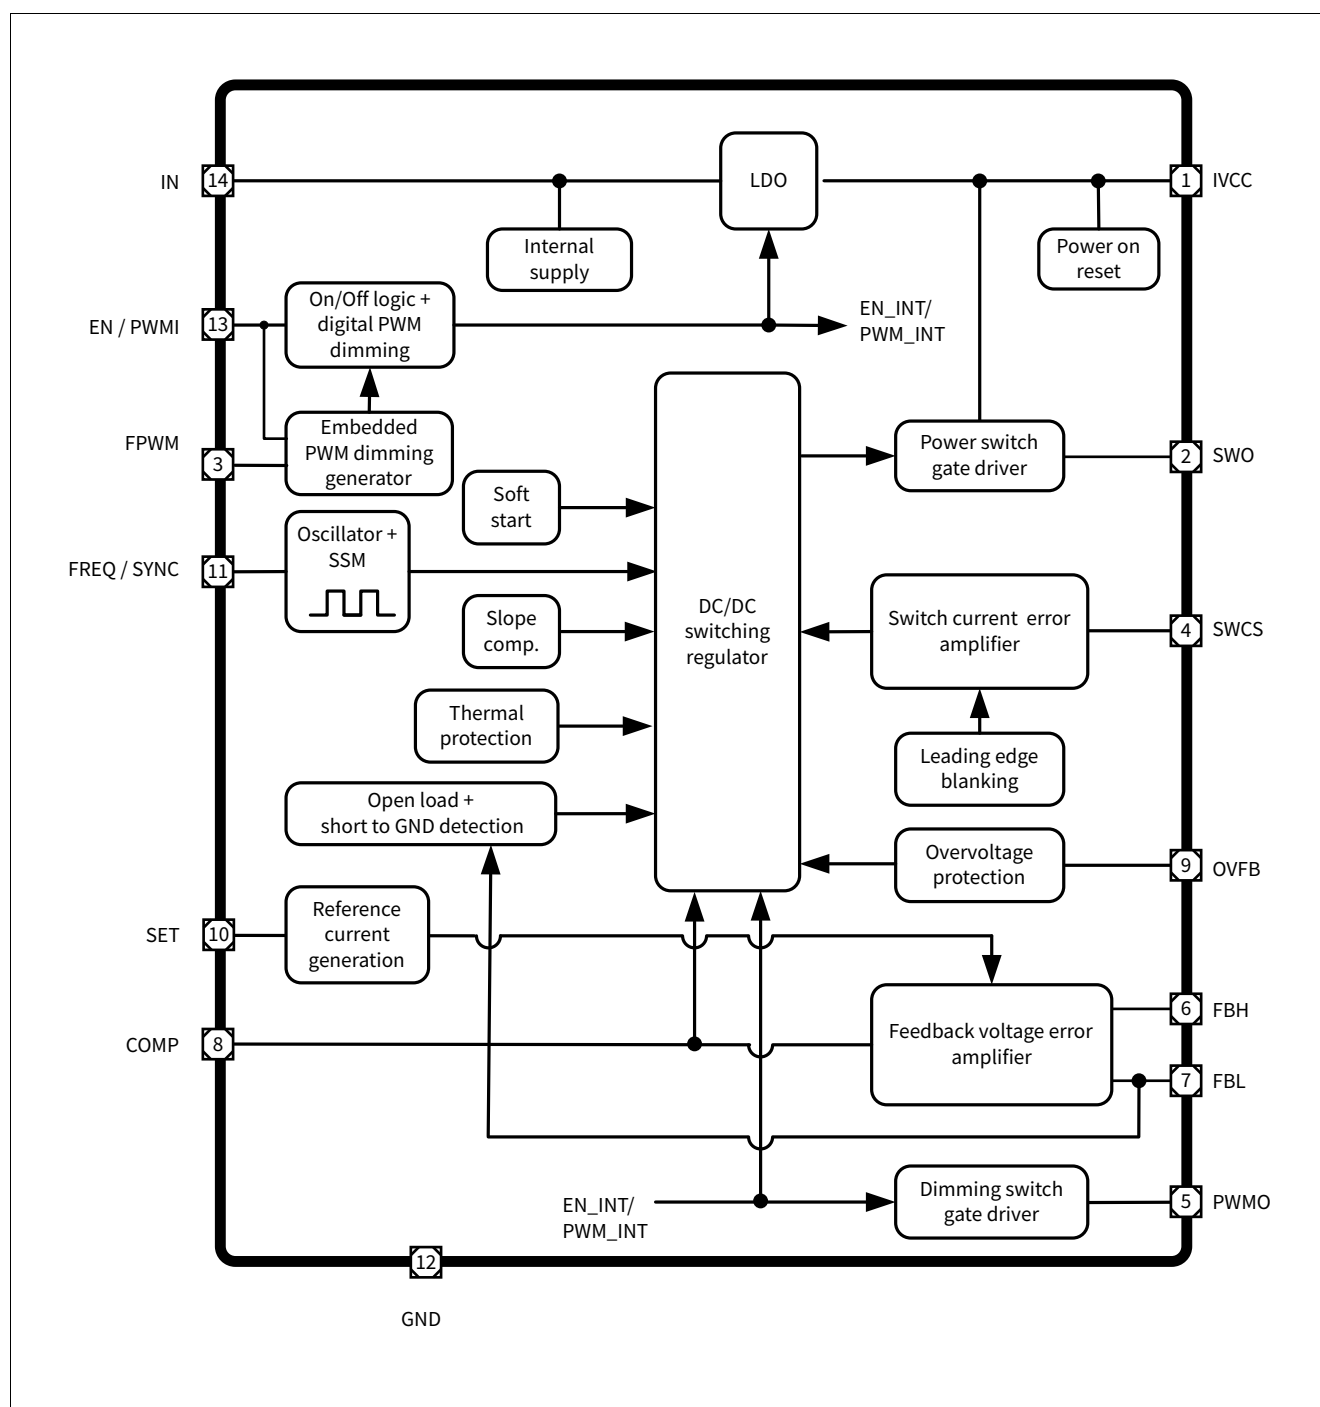 LDO
IN
14
1
IVCC
Internal
supply
Power on
reset
On/Off logic +
digital PWM
dimming
EN / PWMI
13
EN_INT/
PWM_INT
FPWM
3
Embedded
PWM dimming
generator
Power switch
gate driver
2
SWO
Soft
start
Oscillator +
SSM
FREQ / SYNC
11
Slope
comp.
DC/DC
switching
regulator
Switch current error
amplifier
4
SWCS
Thermal
protection
Leading edge
blanking
Open load +
short to GND detection
Overvoltage
protection
9
OVFB
SET
10
Reference
current
generation
6
FBH
COMP
8
Feedback voltage error
amplifier
7
FBL
EN_INT/
PWM_INT
Dimming switch
gate driver
5
PWMO
12
GND